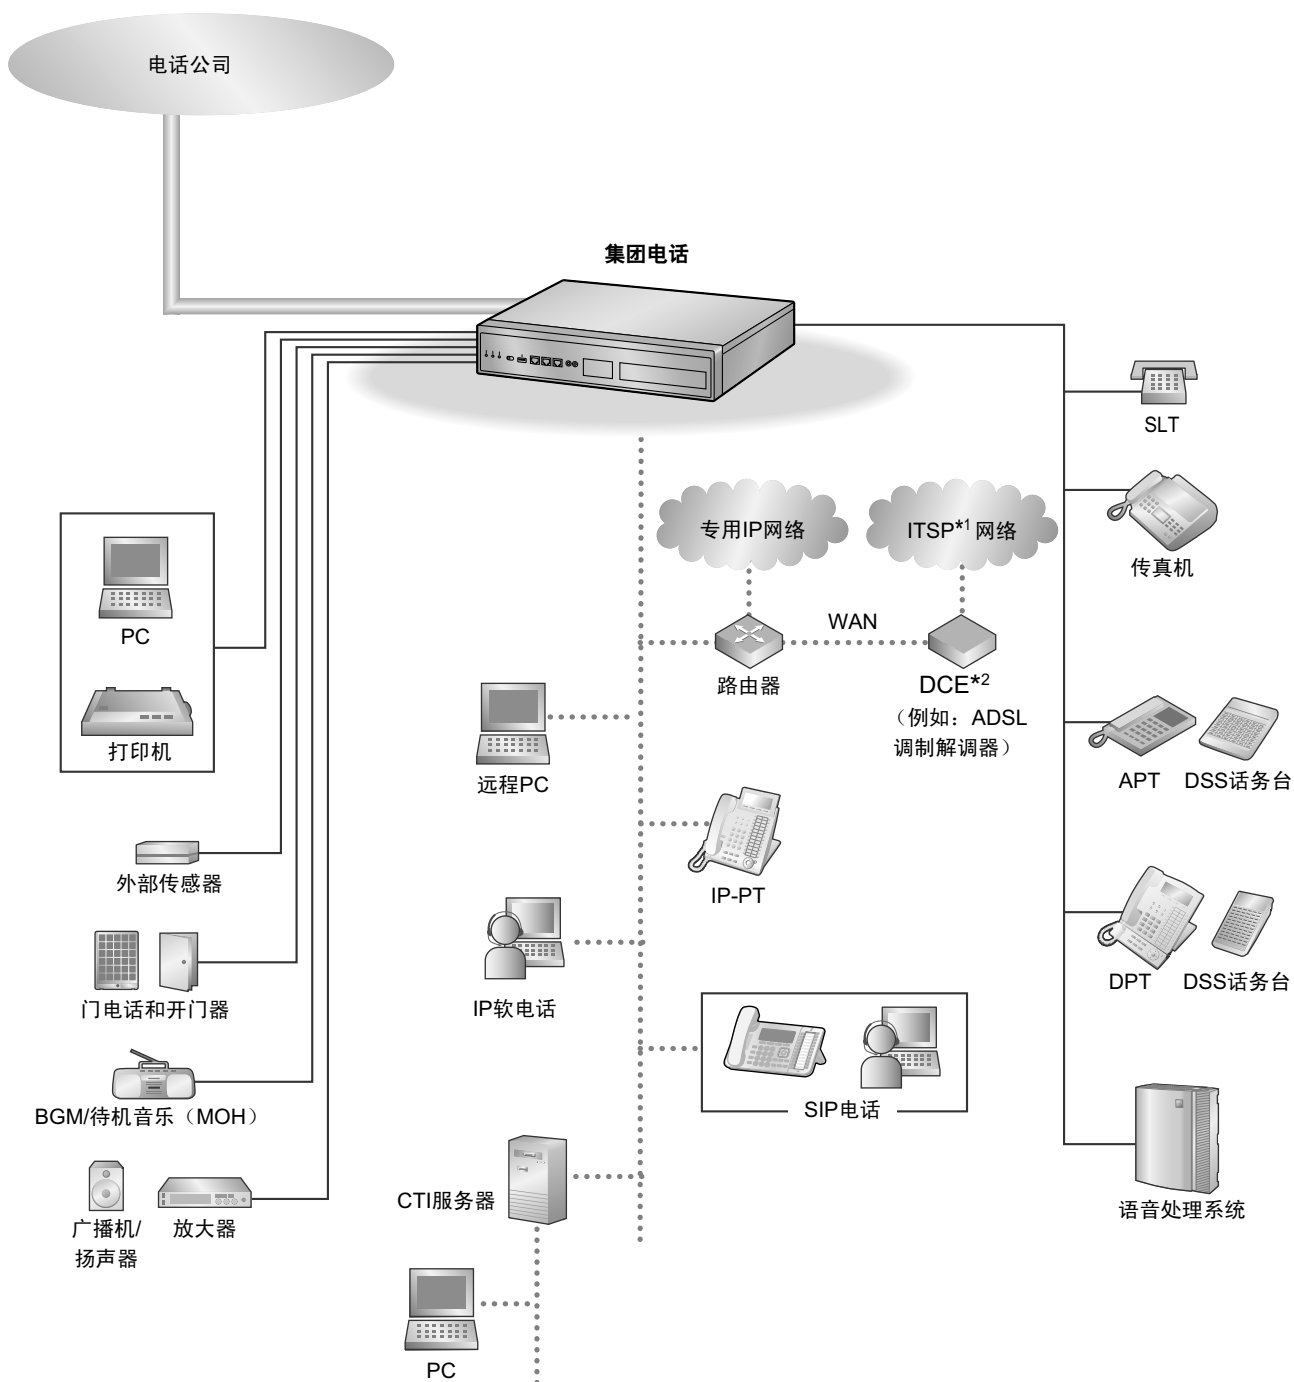 电话公司
集团电话
SLT
专用IP网络
ITSP*1 网络
传真机
PC
WAN
路由器
DCE*2
（例如：ADSL
调制解调器）
打印机
远程PC
APT
DSS话务台
外部传感器
IP-PT
门电话和开门器
IP软电话
DPT
DSS话务台
BGM/待机音乐（MOH）
SIP电话
CTI服务器
语音处理系统
广播机/
扬声器
放大器
PC